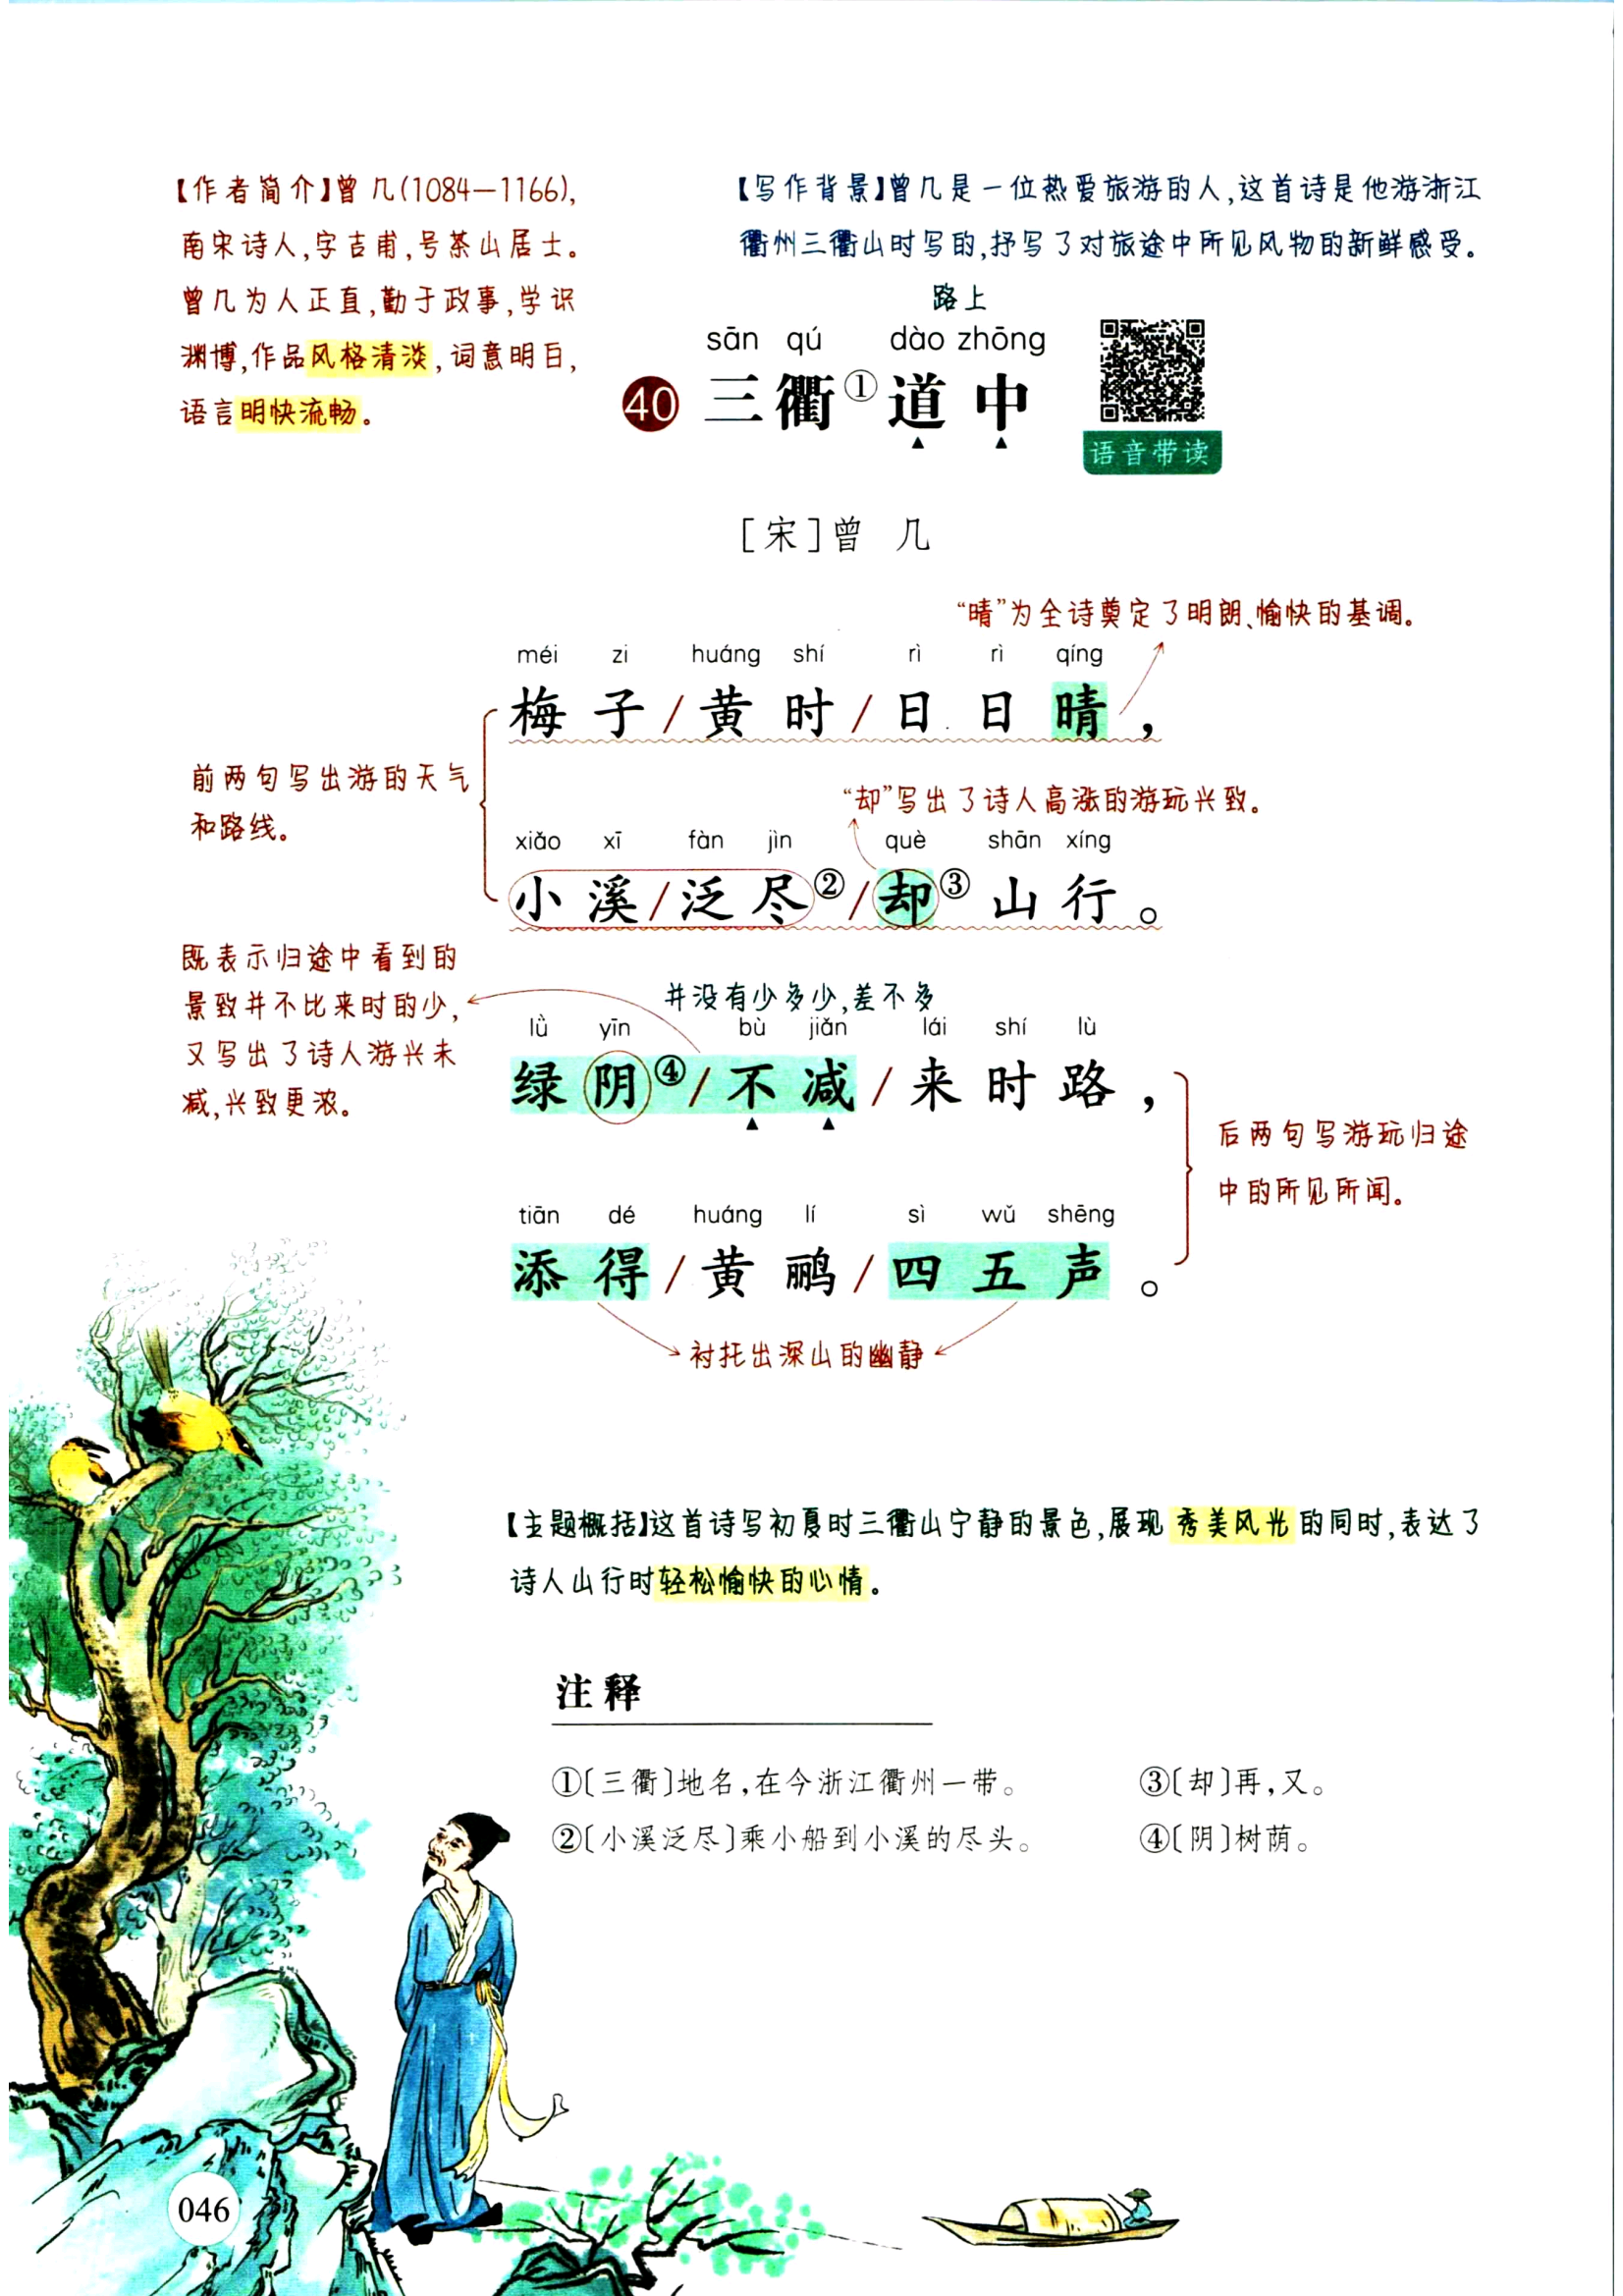 【作者简介】曾几(1084—1166),
南宋诗人,字吉甫,号茶山居士。
曾几为人正直,勤于政事,学识
渊博,作品风格清淡,词意明白,
语言明快流畅。
【写作背景】曾几是一位热爱旅游的人,这首诗是他游浙江
衢州三衢山时写的,抒写了对旅途中所见风物的新鲜感受。
路上
sān qú dào zhōng
40 三衢①道中
语音带读
[宋]曾 几
“晴”为全诗奠定了明朗、愉快的基调。
méi zi huáng shí rì rì qíng
梅子/黄时/日日晴,
前两句写出游的天气
和路线。
“却”写出了诗人高涨的游玩兴致。
xiǎo xī fàn jìn què shān xíng
小溪/泛尽②/却③山行。
既表示归途中看到的
景致并不比来时的少,
又写出了诗人游兴未
减,兴致更浓。
并没有少多少,差不多
lǜ yīn bù jiǎn lái shí lù
绿阴④/不减/来时路,
后两句写游玩归途
中的所见所闻。
tiān dé huáng lí sì wǔ shēng
添得/黄鹂/四五声。
衬托出深山的幽静
【主题概括】这首诗写初夏时三衢山宁静的景色,展现秀美风光的同时,表达了
诗人山行时轻松愉快的心情。
注释
①〔三衢〕地名,在今浙江衢州一带。
②〔小溪泛尽〕乘小船到小溪的尽头。
③〔却〕再,又。
④〔阴〕树荫。
046